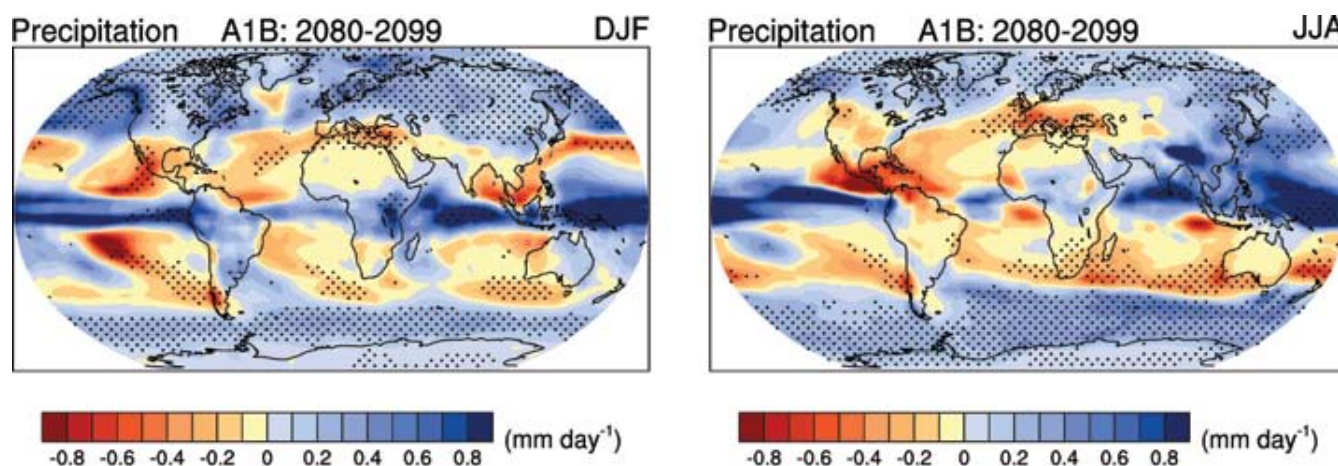 Precipitation A1B: 2080-2099 DJF
Precipitation A1B: 2080-2099 JJA
-0.8 -0.6 -0.4 -0.2 0 0.2 0.4 0.6 0.8 (mm day⁻¹)
-0.8 -0.6 -0.4 -0.2 0 0.2 0.4 0.6 0.8 (mm day⁻¹)